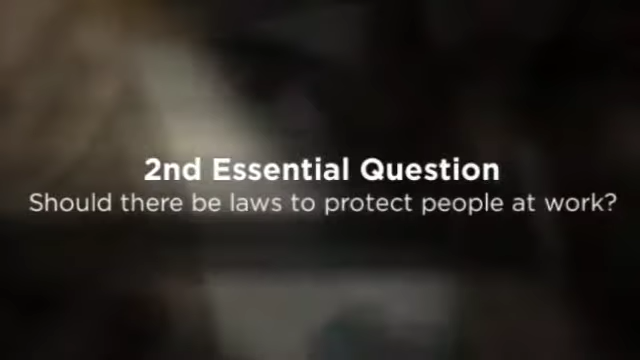 2nd Essential Question
Should there be laws to protect people at work?